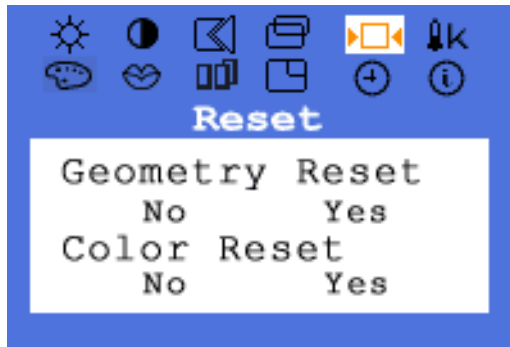 k
Reset
Geometry Reset
No Yes
Color Reset
No Yes